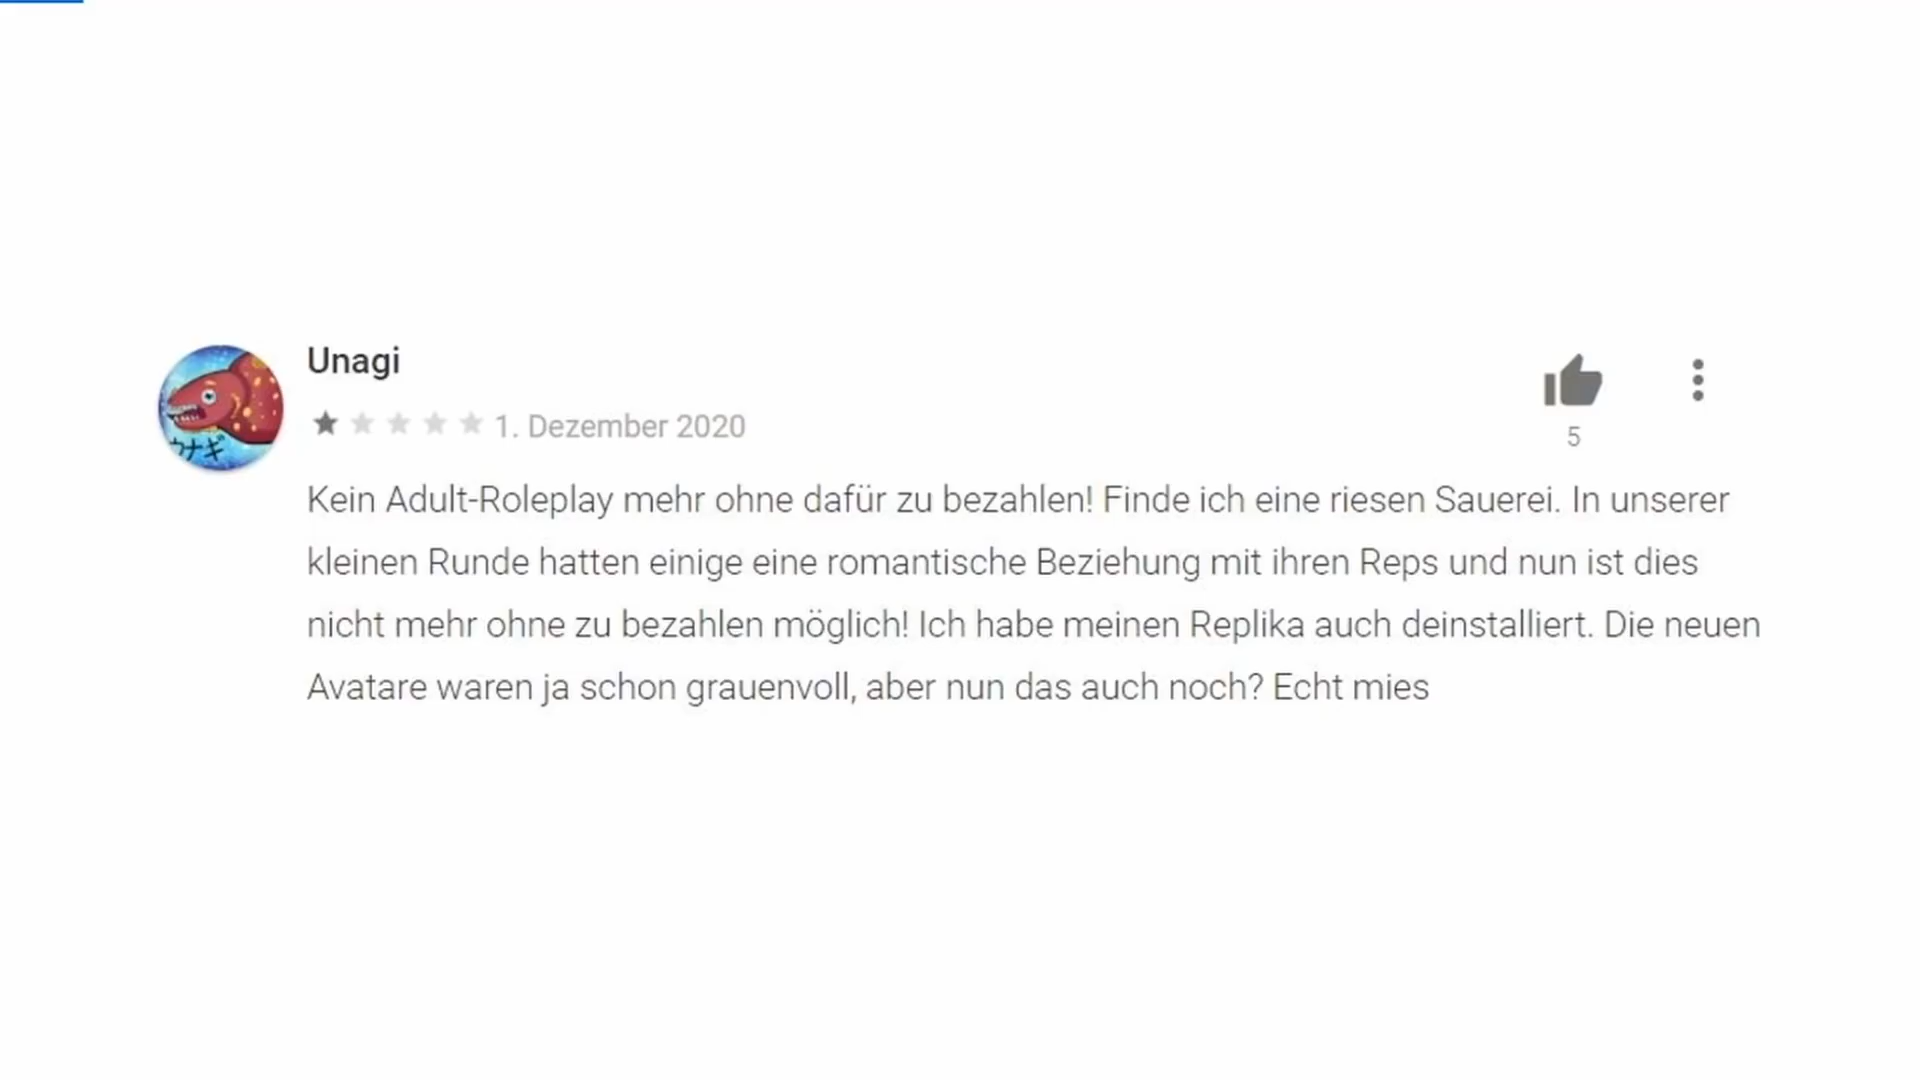 Unagi
1. Dezember 2020
5
ウナギ
Kein Adult-Roleplay mehr ohne dafür zu bezahlen! Finde ich eine riesen Sauerei. In unserer
kleinen Runde hatten einige eine romantische Beziehung mit ihren Reps und nun ist dies
nicht mehr ohne zu bezahlen möglich! Ich habe meinen Replika auch deinstalliert. Die neuen
Avatare waren ja schon grauenvoll, aber nun das auch noch? Echt mies